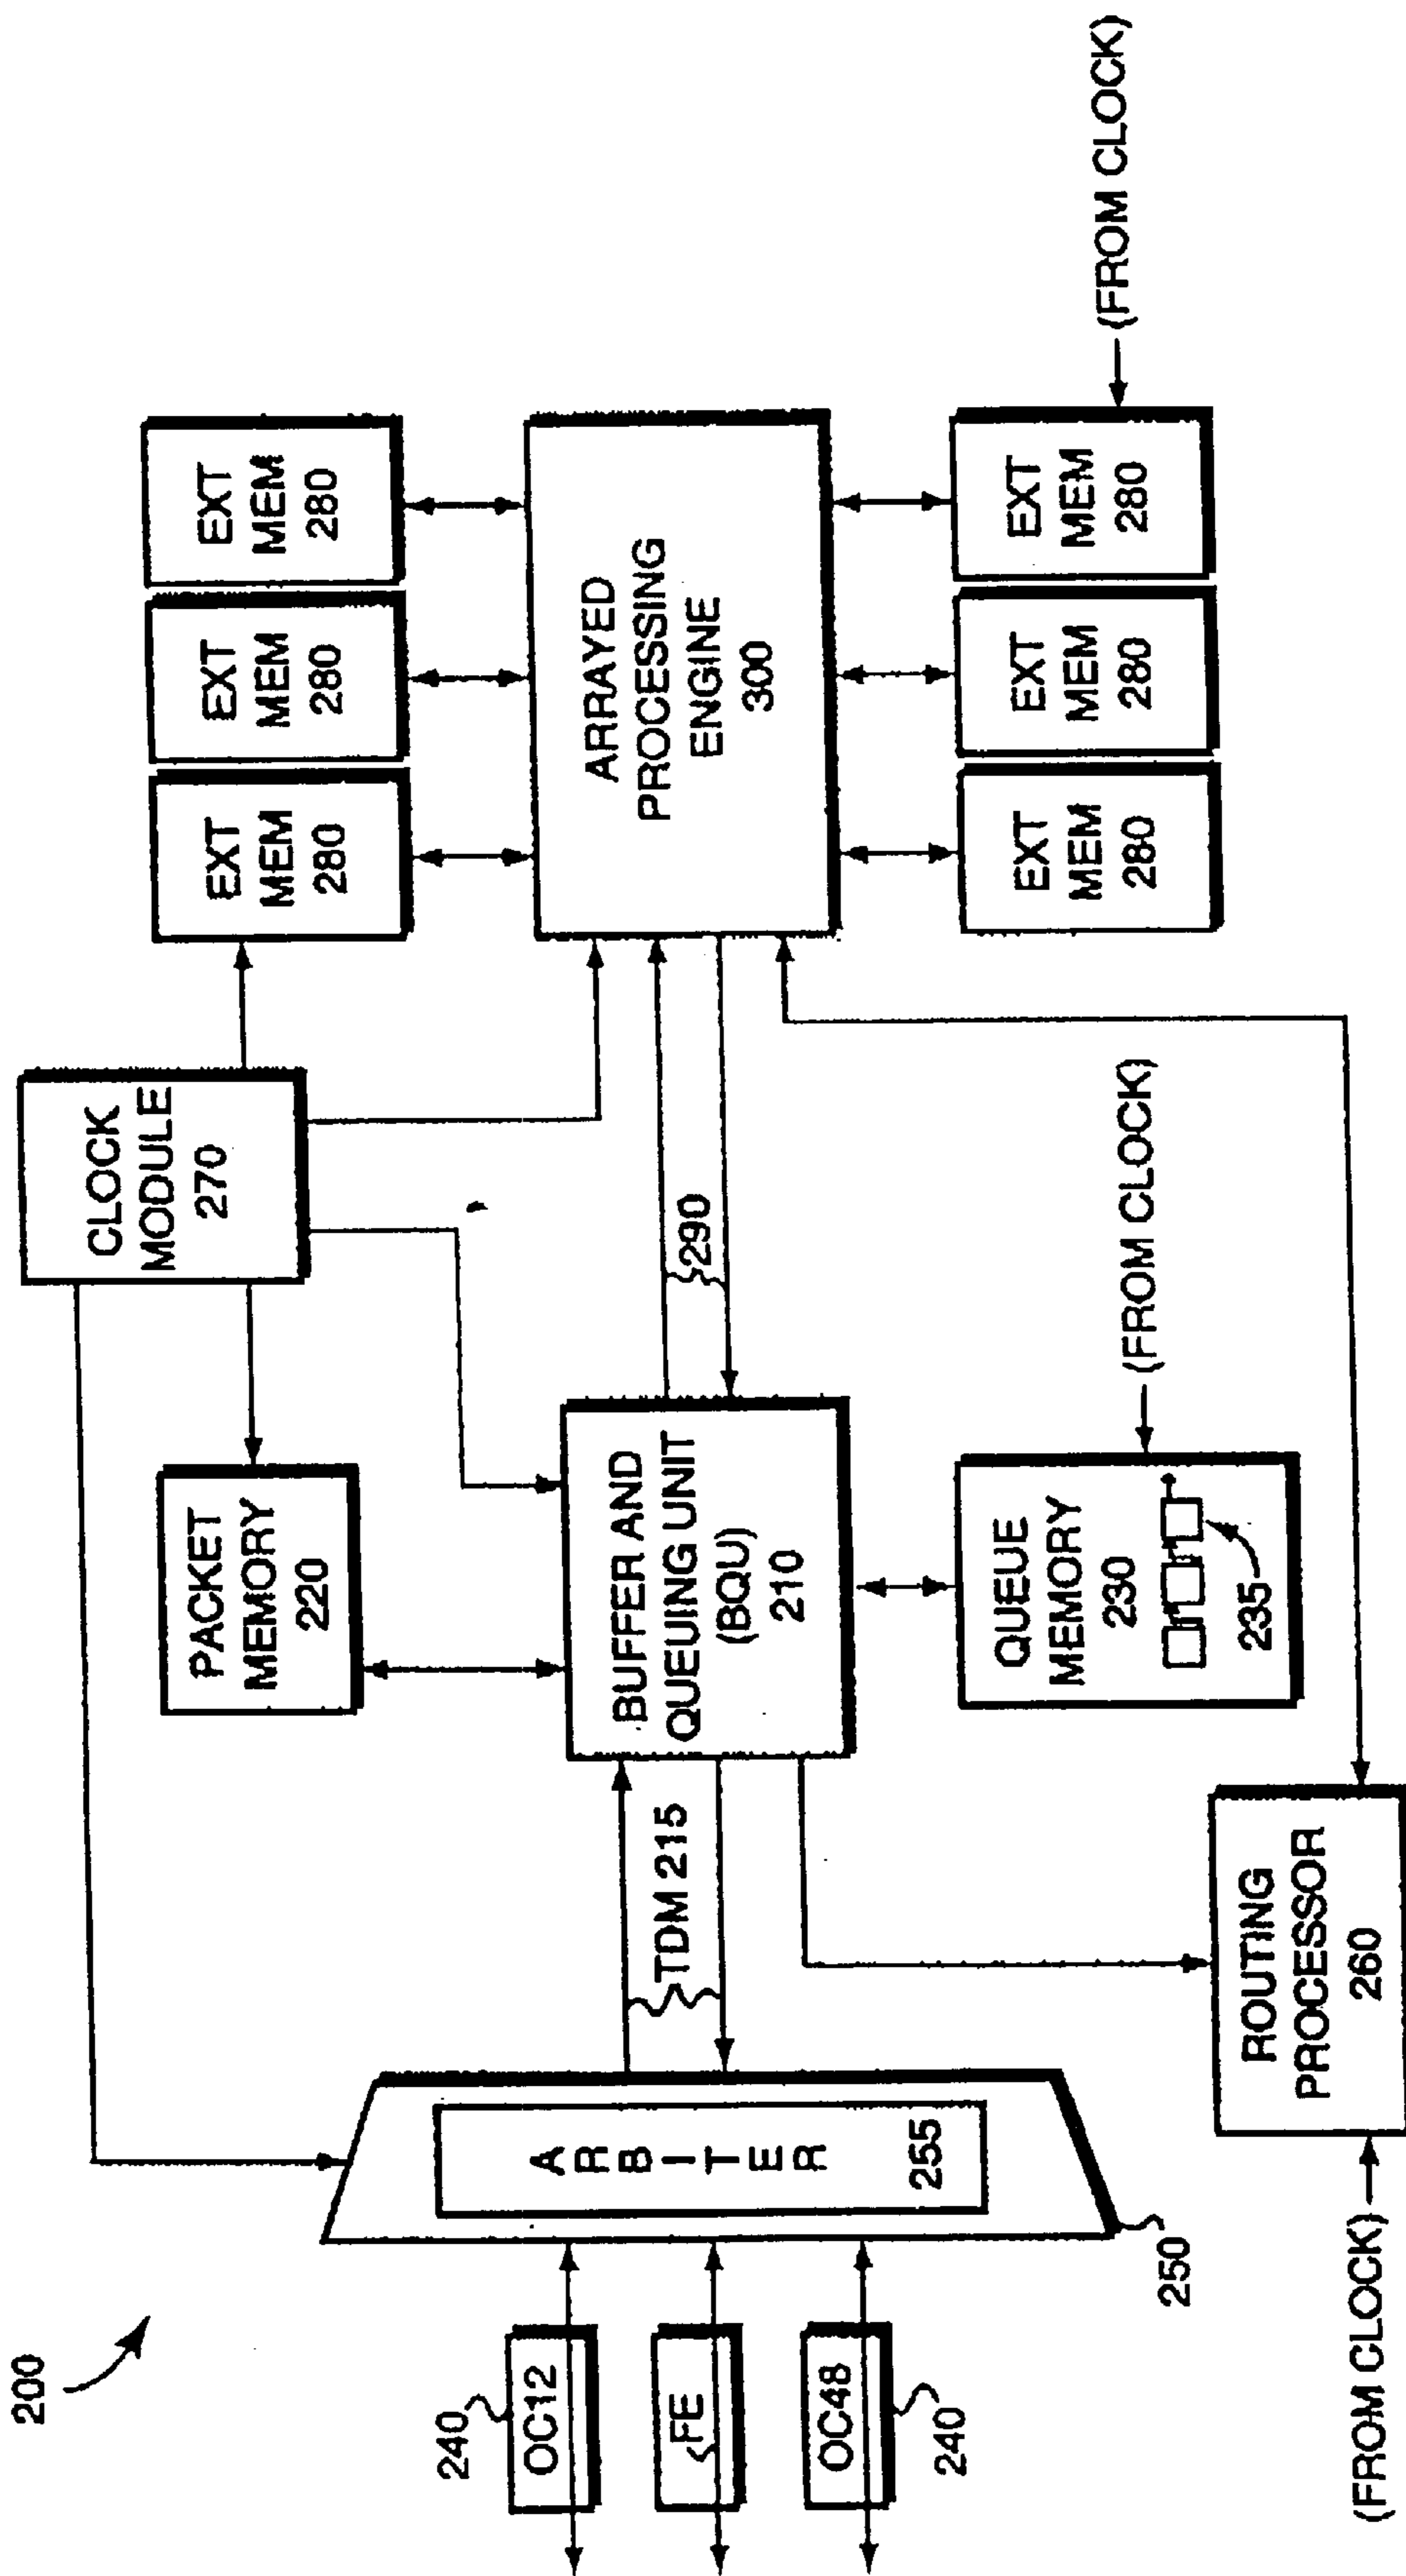 200
CLOCK
MODULE
270
EXT
MEM
280
EXT
MEM
280
EXT
MEM
280
PACKET
MEMORY
220
240
OC12
FE
OC48
240
ARBITER
255
250
TDM 215
BUFFER AND
QUEUING UNIT
(BQU)
210
290
ARRAYED
PROCESSING
ENGINE
300
QUEUE
MEMORY
230
235
(FROM CLOCK)
EXT
MEM
280
EXT
MEM
280
EXT
MEM
280
(FROM CLOCK)
ROUTING
PROCESSOR
260
(FROM CLOCK)